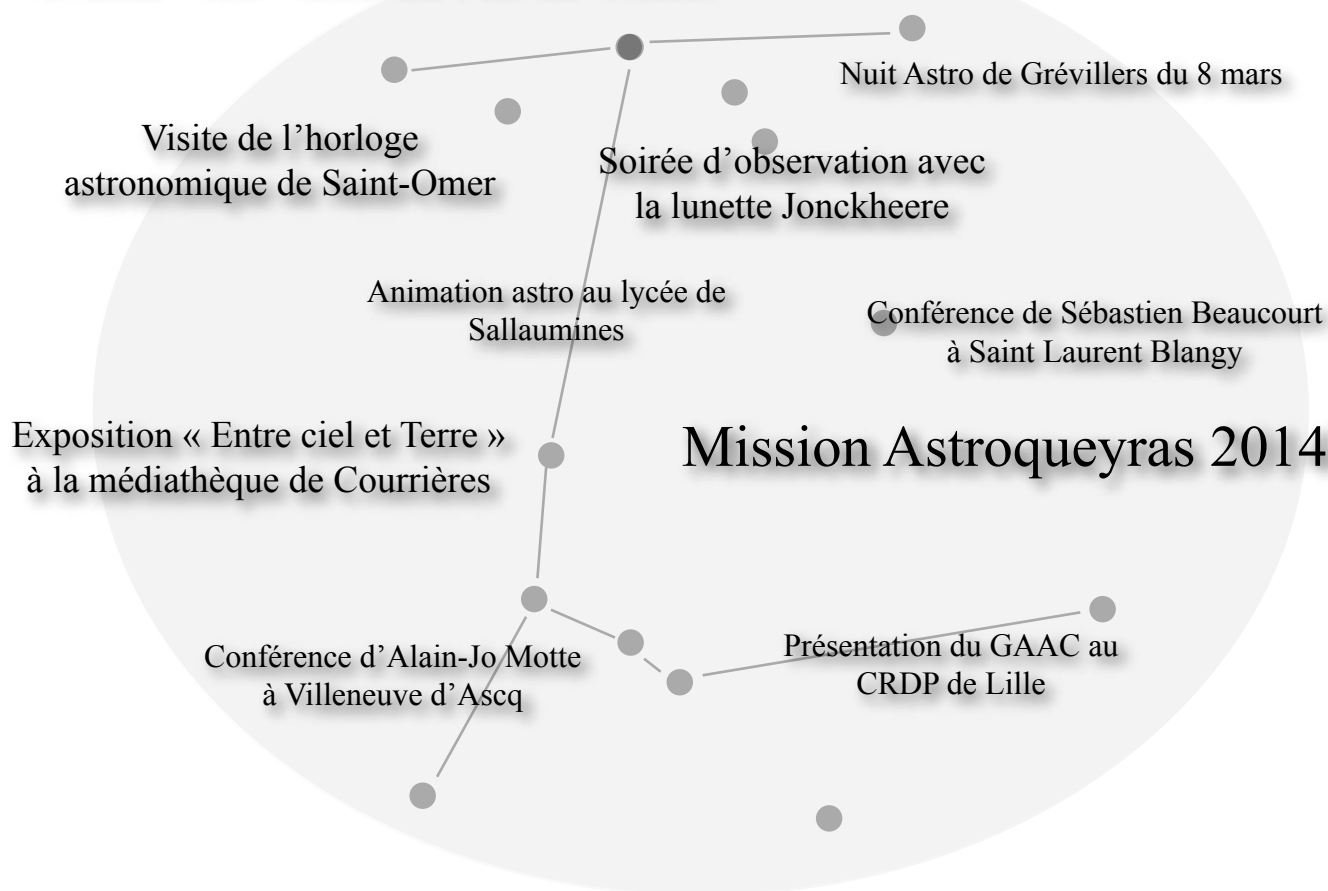 Nuit Astro de Grévillers du 8 mars
Visite de l’horloge
astronomique de Saint-Omer
Soirée d’observation avec
la lunette Jonckheere
Animation astro au lycée de
Sallaumines
Conférence de Sébastien Beaucourt
à Saint Laurent Blangy
Exposition « Entre ciel et Terre »
à la médiathèque de Courrières
Mission Astroqueyras 2014
Conférence d’Alain-Jo Motte
à Villeneuve d’Ascq
Présentation du GAAC au
CRDP de Lille